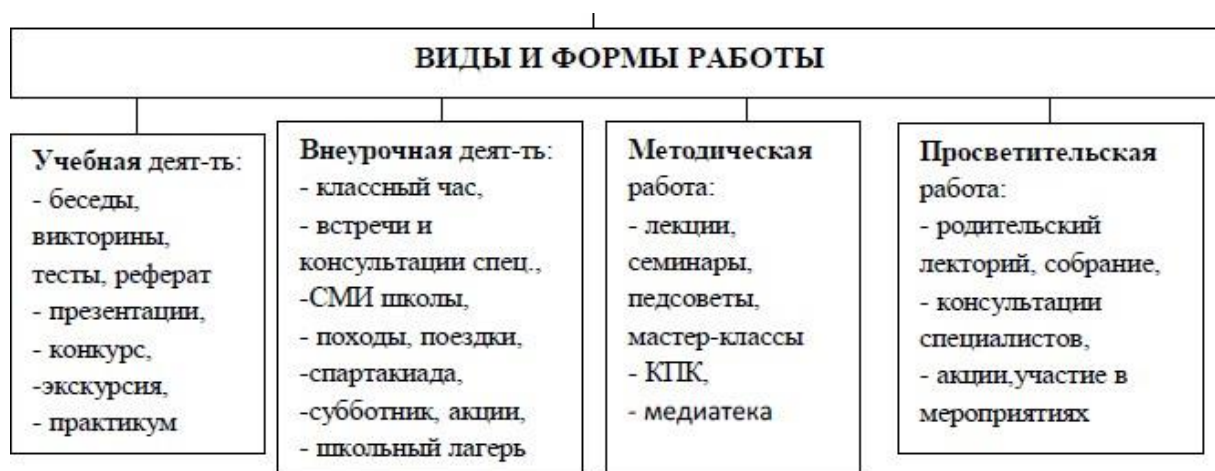 ВИДЫ И ФОРМЫ РАБОТЫ
Учебная деят-ть:
- беседы,
викторины,
тесты, реферат
- презентации,
- конкурс,
-экскурсия,
- практикум
Внеурочная деят-ть:
- классный час,
- встречи и
консультации спец.,
-СМИ школы,
- походы, поездки,
-спартакиада,
-субботник, акции,
- школьный лагерь
Методическая
работа:
- лекции,
семинары,
педсоветы,
мастер-классы
- КПК,
- медиатека
Просветительская
работа:
- родительский
лекторий, собрание,
- консультации
специалистов,
- акции,участие в
мероприятиях